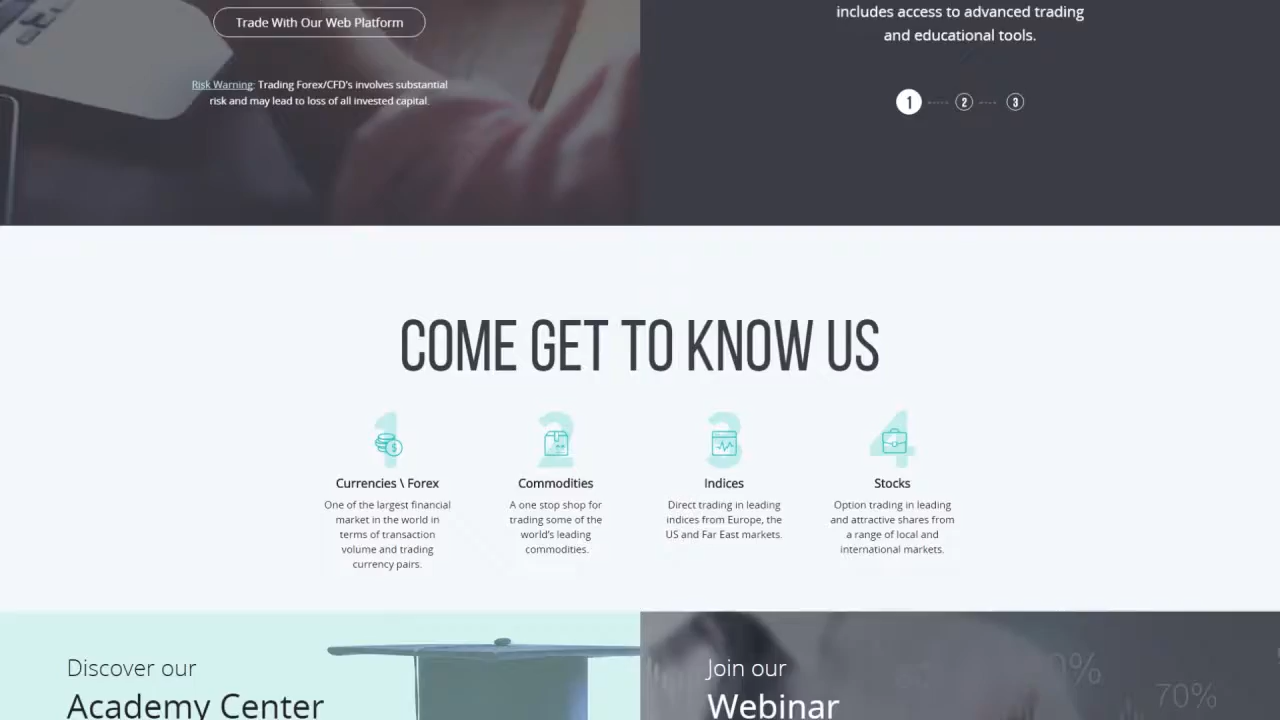 Trade With Our Web Platform
Risk Warning: Trading Forex/CFD's involves substantial
risk and may lead to loss of all invested capital.
includes access to advanced trading
and educational tools.
1 2 3
COME GET TO KNOW US
1
Currencies \ Forex
One of the largest financial
market in the world in
terms of transaction
volume and trading
currency pairs.
2
Commodities
A one stop shop for
trading some of the
world's leading
commodities.
3
Indices
Direct trading in leading
indices from Europe, the
US and Far East markets.
4
Stocks
Option trading in leading
and attractive shares from
a range of local and
international markets.
Discover our
Academy Center
Join our
Webinar
70%